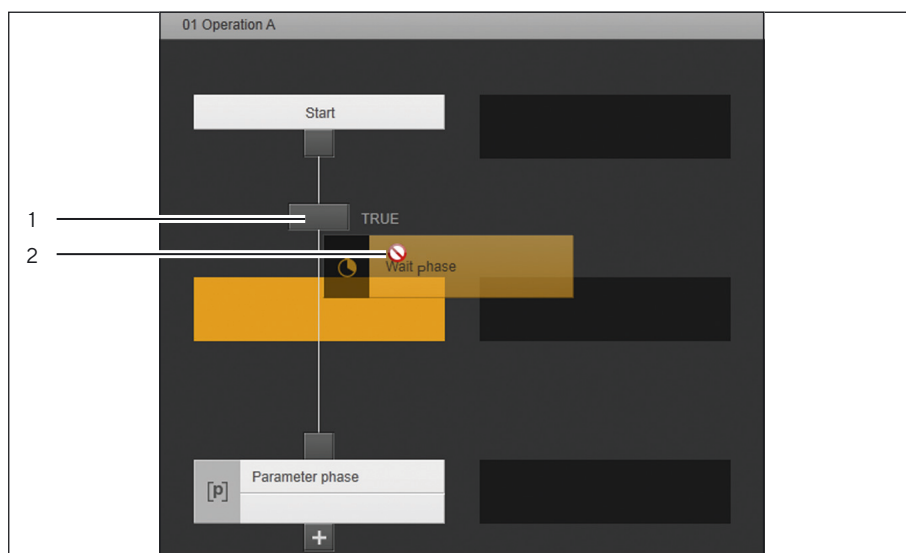 01 Operation A
Start
1
TRUE
2
Wait phase
[p]
Parameter phase
+